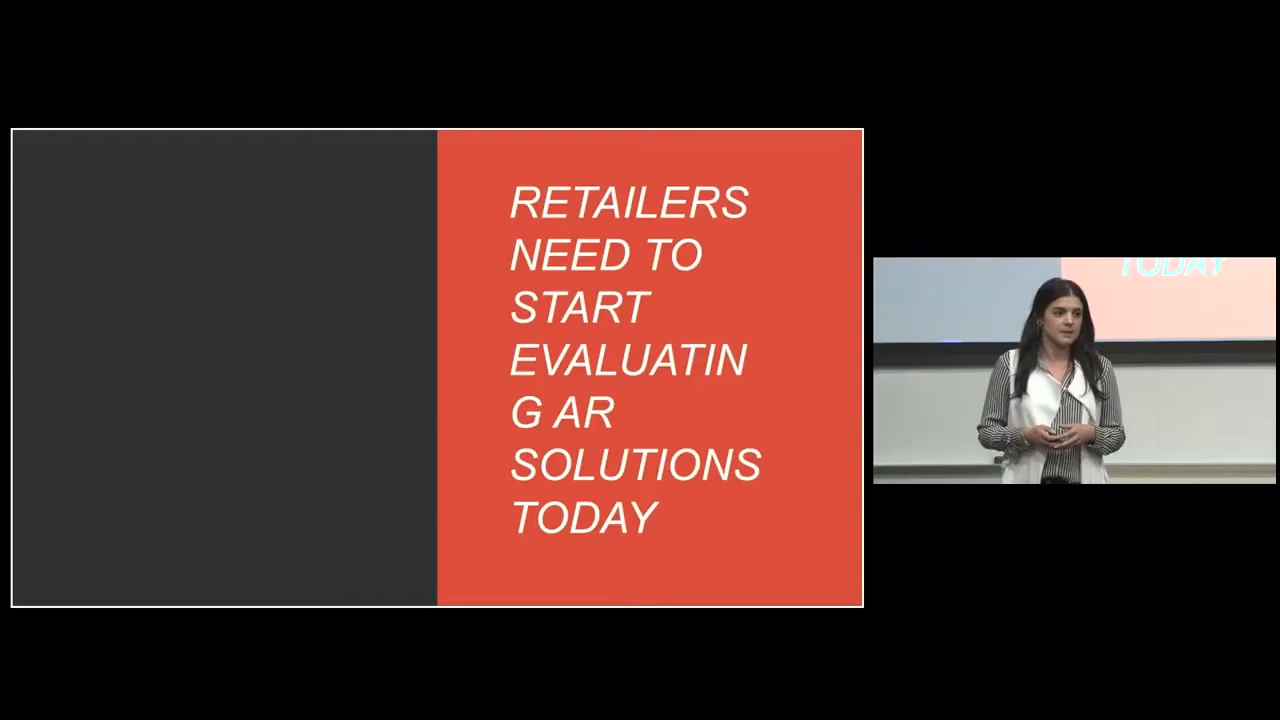 RETAILERS
NEED TO
START
EVALUATIN
G AR
SOLUTIONS
TODAY
TODAY